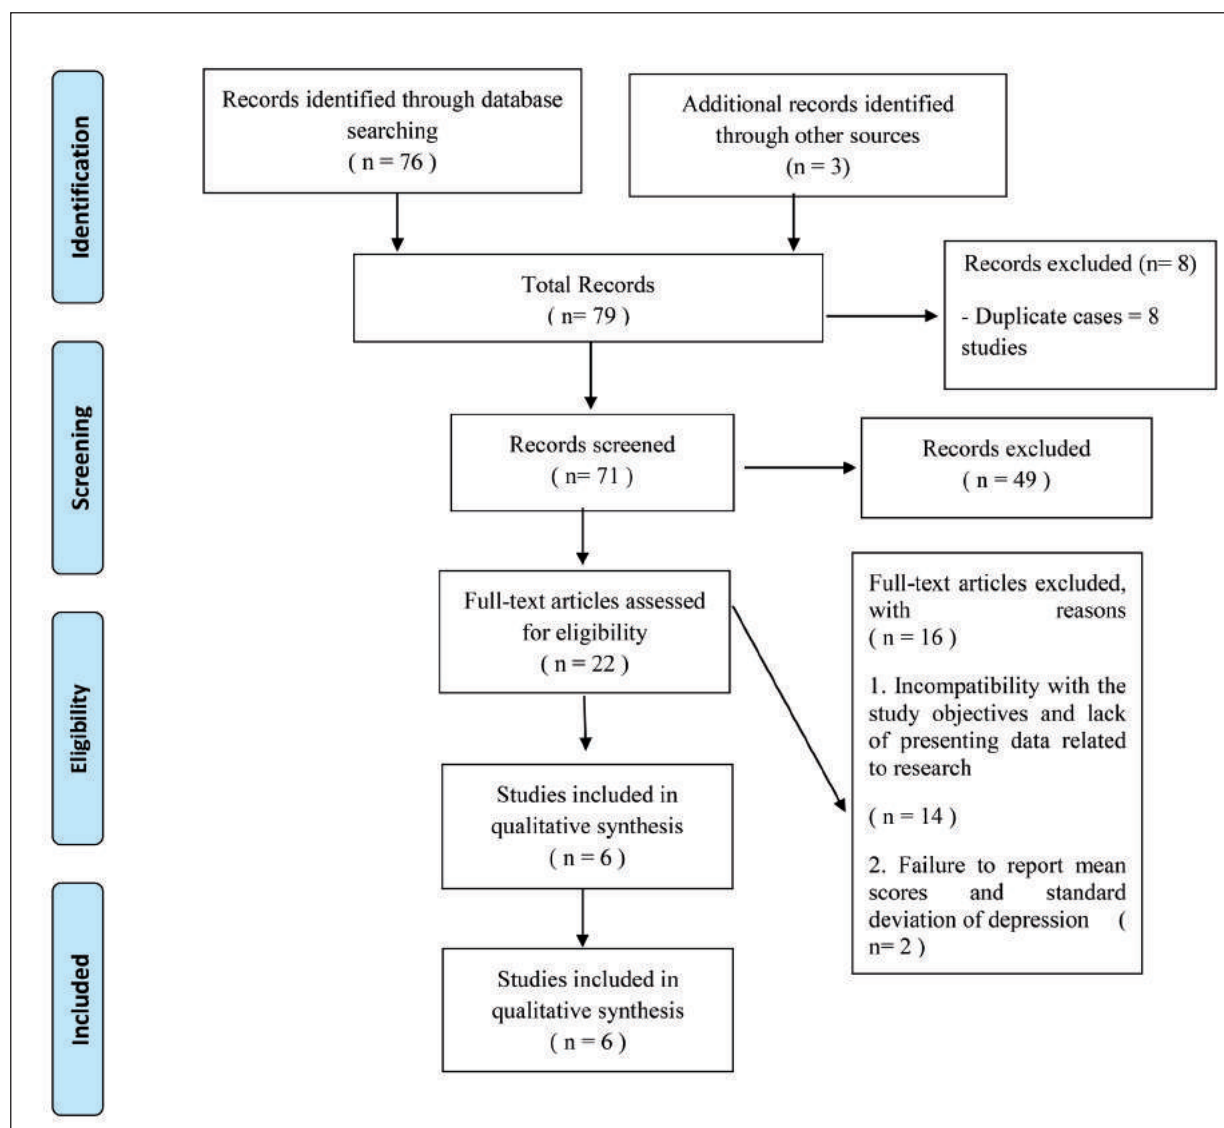 Identification
Records identified through database
searching
( n = 76 )
Additional records identified
through other sources
(n = 3)
Total Records
( n= 79 )
Records excluded (n= 8)
- Duplicate cases = 8
studies
Screening
Records screened
( n= 71 )
Records excluded
( n = 49 )
Eligibility
Full-text articles assessed
for eligibility
( n = 22 )
Full-text articles excluded,
with reasons
( n = 16 )
1. Incompatibility with the
study objectives and lack
of presenting data related
to research
( n = 14 )
2. Failure to report mean
scores and standard
deviation of depression (
n= 2 )
Studies included in
qualitative synthesis
( n = 6 )
Included
Studies included in
qualitative synthesis
( n = 6 )